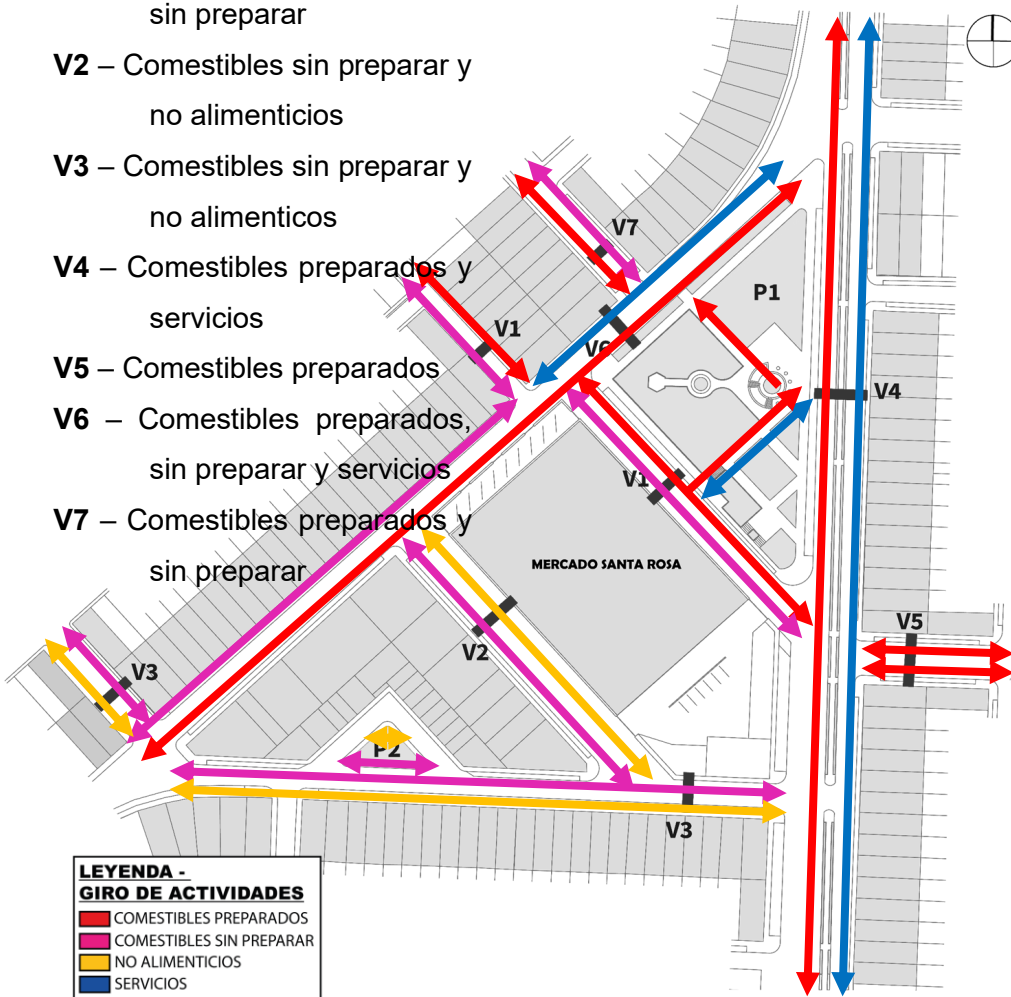 sin preparar
V2 – Comestibles sin preparar y
no alimenticios
V3 – Comestibles sin preparar y
no alimenticos
V4 – Comestibles preparados y
servicios
V5 – Comestibles preparados
V6 – Comestibles preparados,
sin preparar y servicios
V7 – Comestibles preparados y
sin preparar
V7
P1
V1
V6
V4
V1
MERCADO SANTA ROSA
V5
V2
V3
P2
V3
LEYENDA -
GIRO DE ACTIVIDADES
COMESTIBLES PREPARADOS
COMESTIBLES SIN PREPARAR
NO ALIMENTICIOS
SERVICIOS